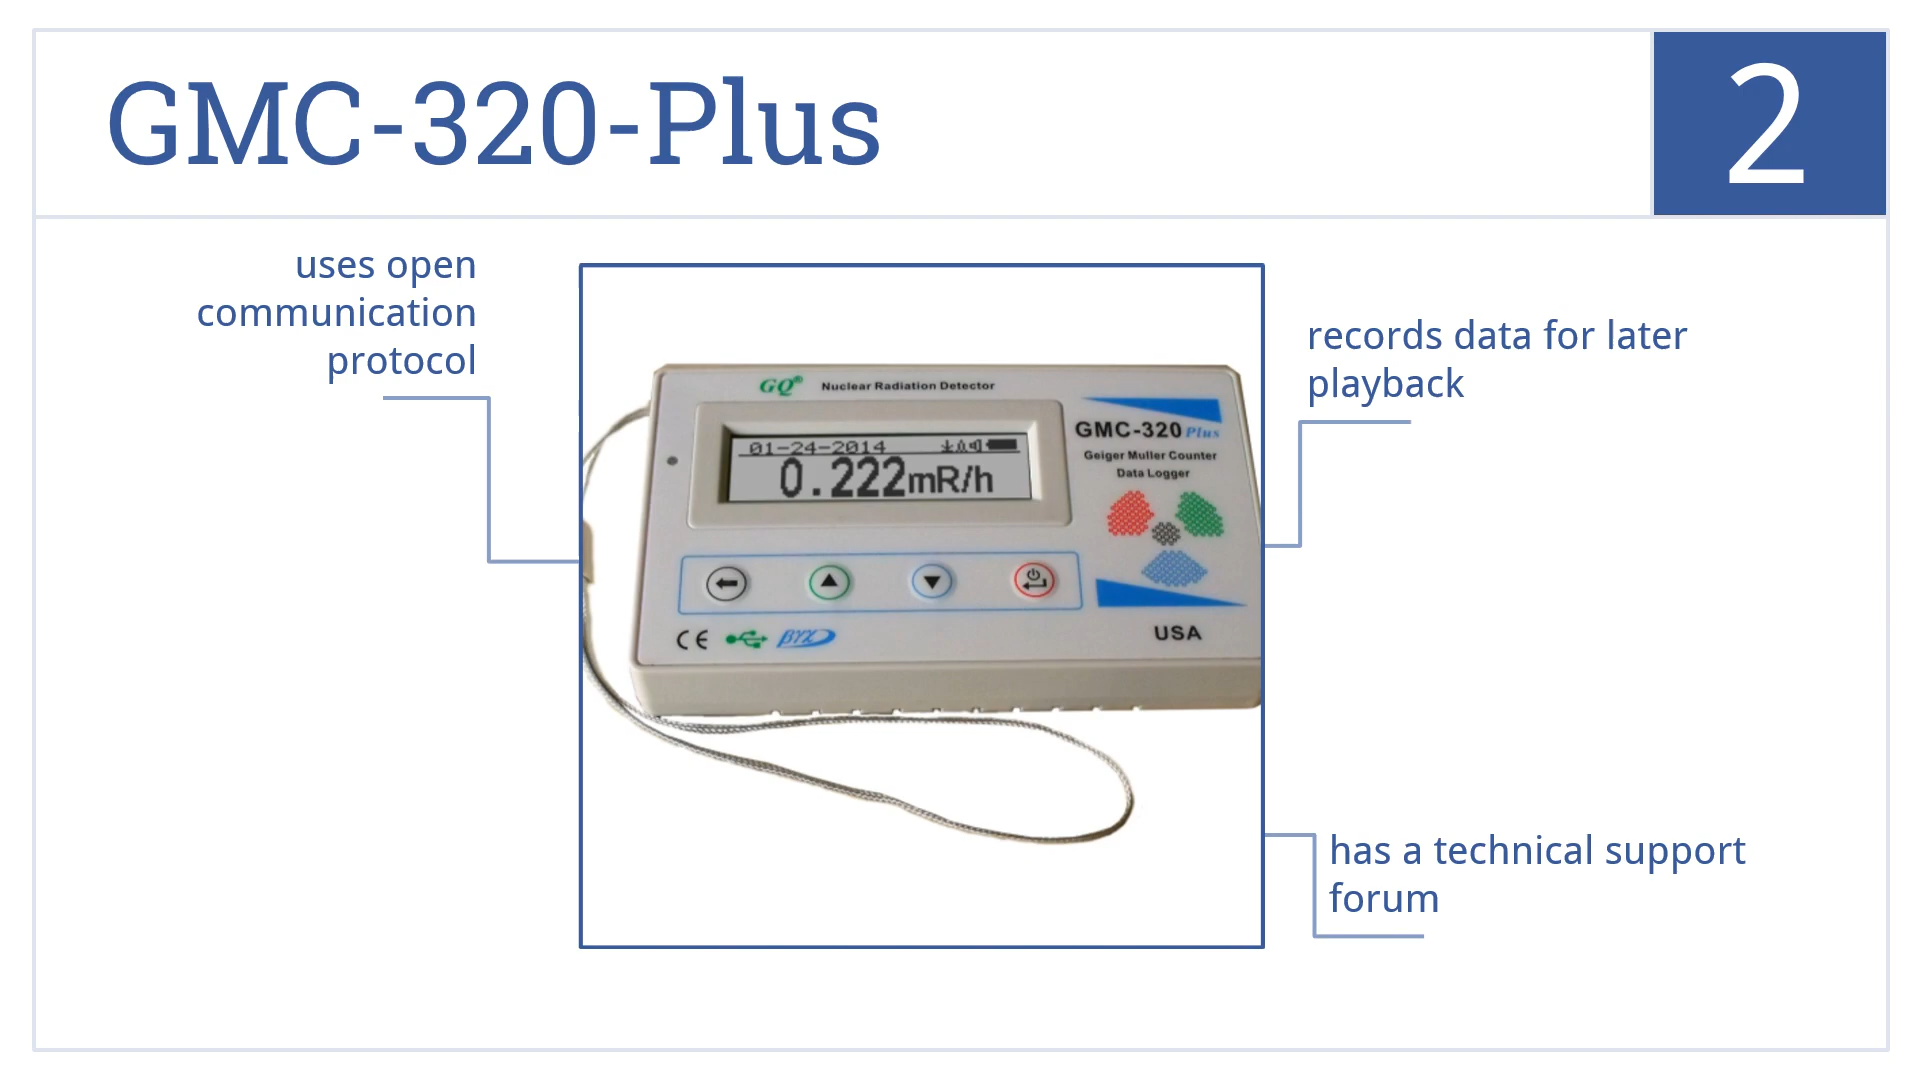 GMC-320-Plus
2
uses open
communication
protocol
records data for later
playback
has a technical support
forum
GQ® Nuclear Radiation Detector
01-24-2014
0.222mR/h
GMC-320 Plus
Geiger Muller Counter
Data Logger
CE βγχ
USA